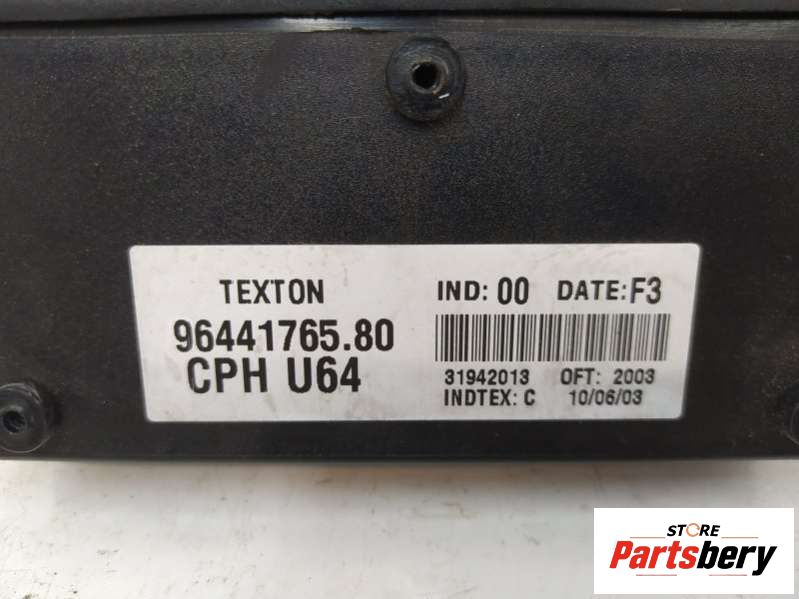 TEXTON
96441765.80
CPH U64
IND: 00 DATE: F3
31942013 OFT: 2003
INDTEX: C 10/06/03
STORE
Partsbery